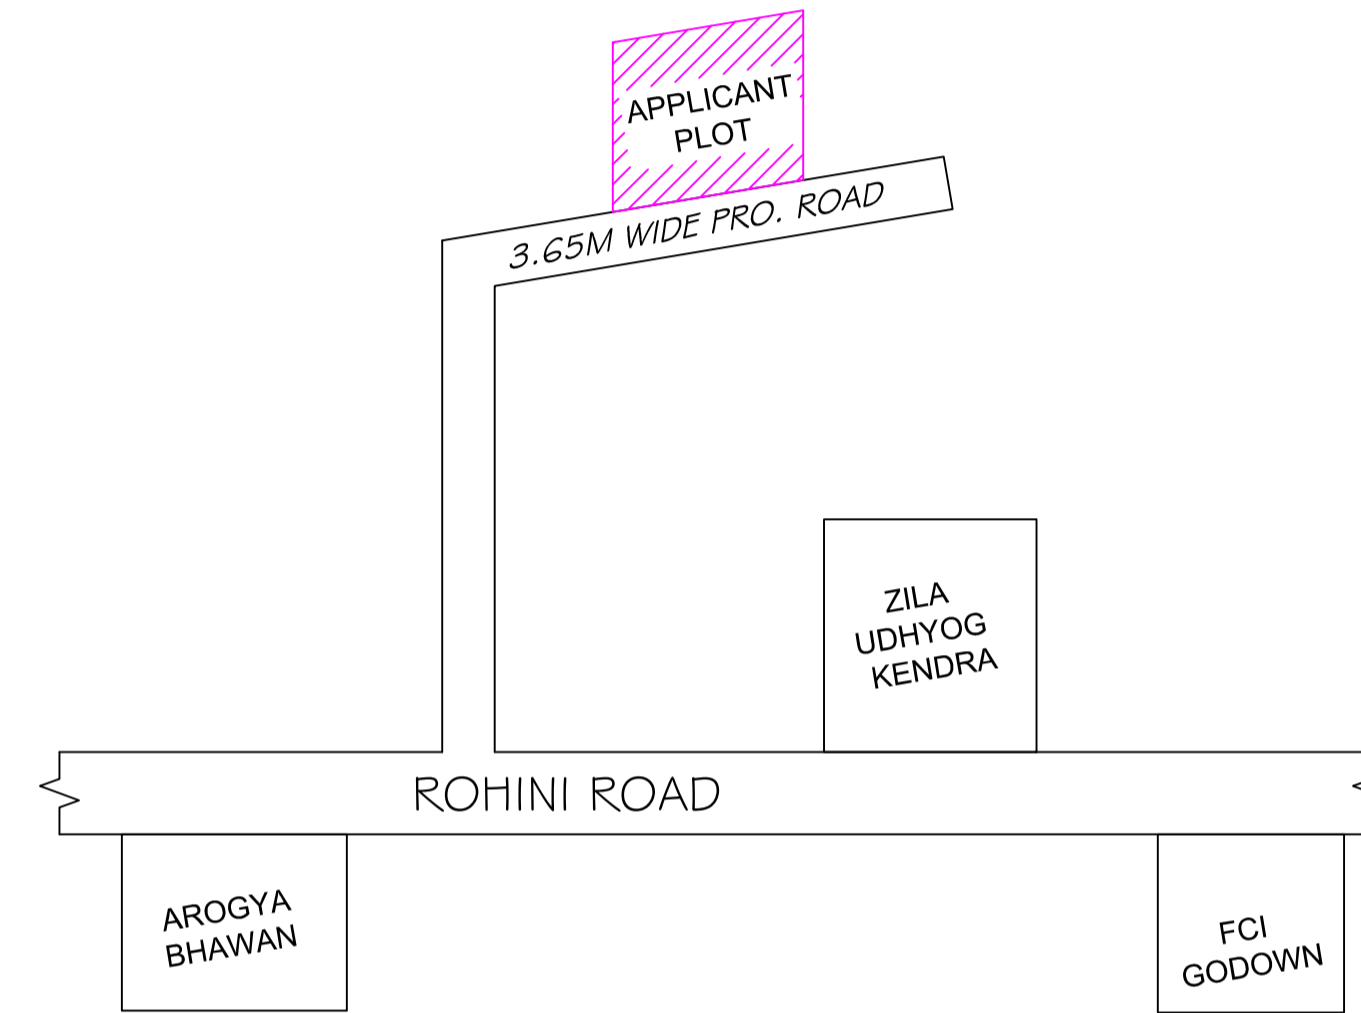 APPLICANT
PLOT
3.65M WIDE PRO. ROAD
ZILA
UDHYOG
KENDRA
ROHINI ROAD
AROGYA
BHAWAN
FCI
GODOWN